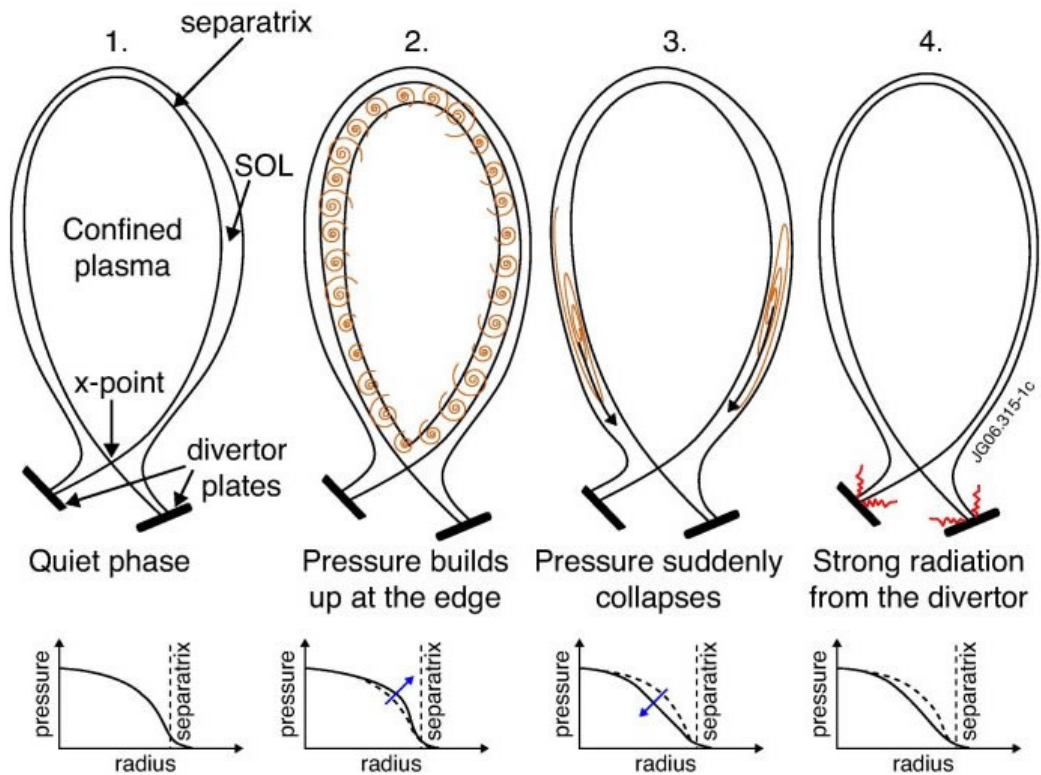 separatrix
1.
2.
3.
4.
SOL
Confined
plasma
x-point
divertor
plates
JG06.315-1c
Quiet phase
Pressure builds
up at the edge
Pressure suddenly
collapses
Strong radiation
from the divertor
pressure
separatrix
radius
pressure
separatrix
radius
pressure
separatrix
radius
pressure
separatrix
radius